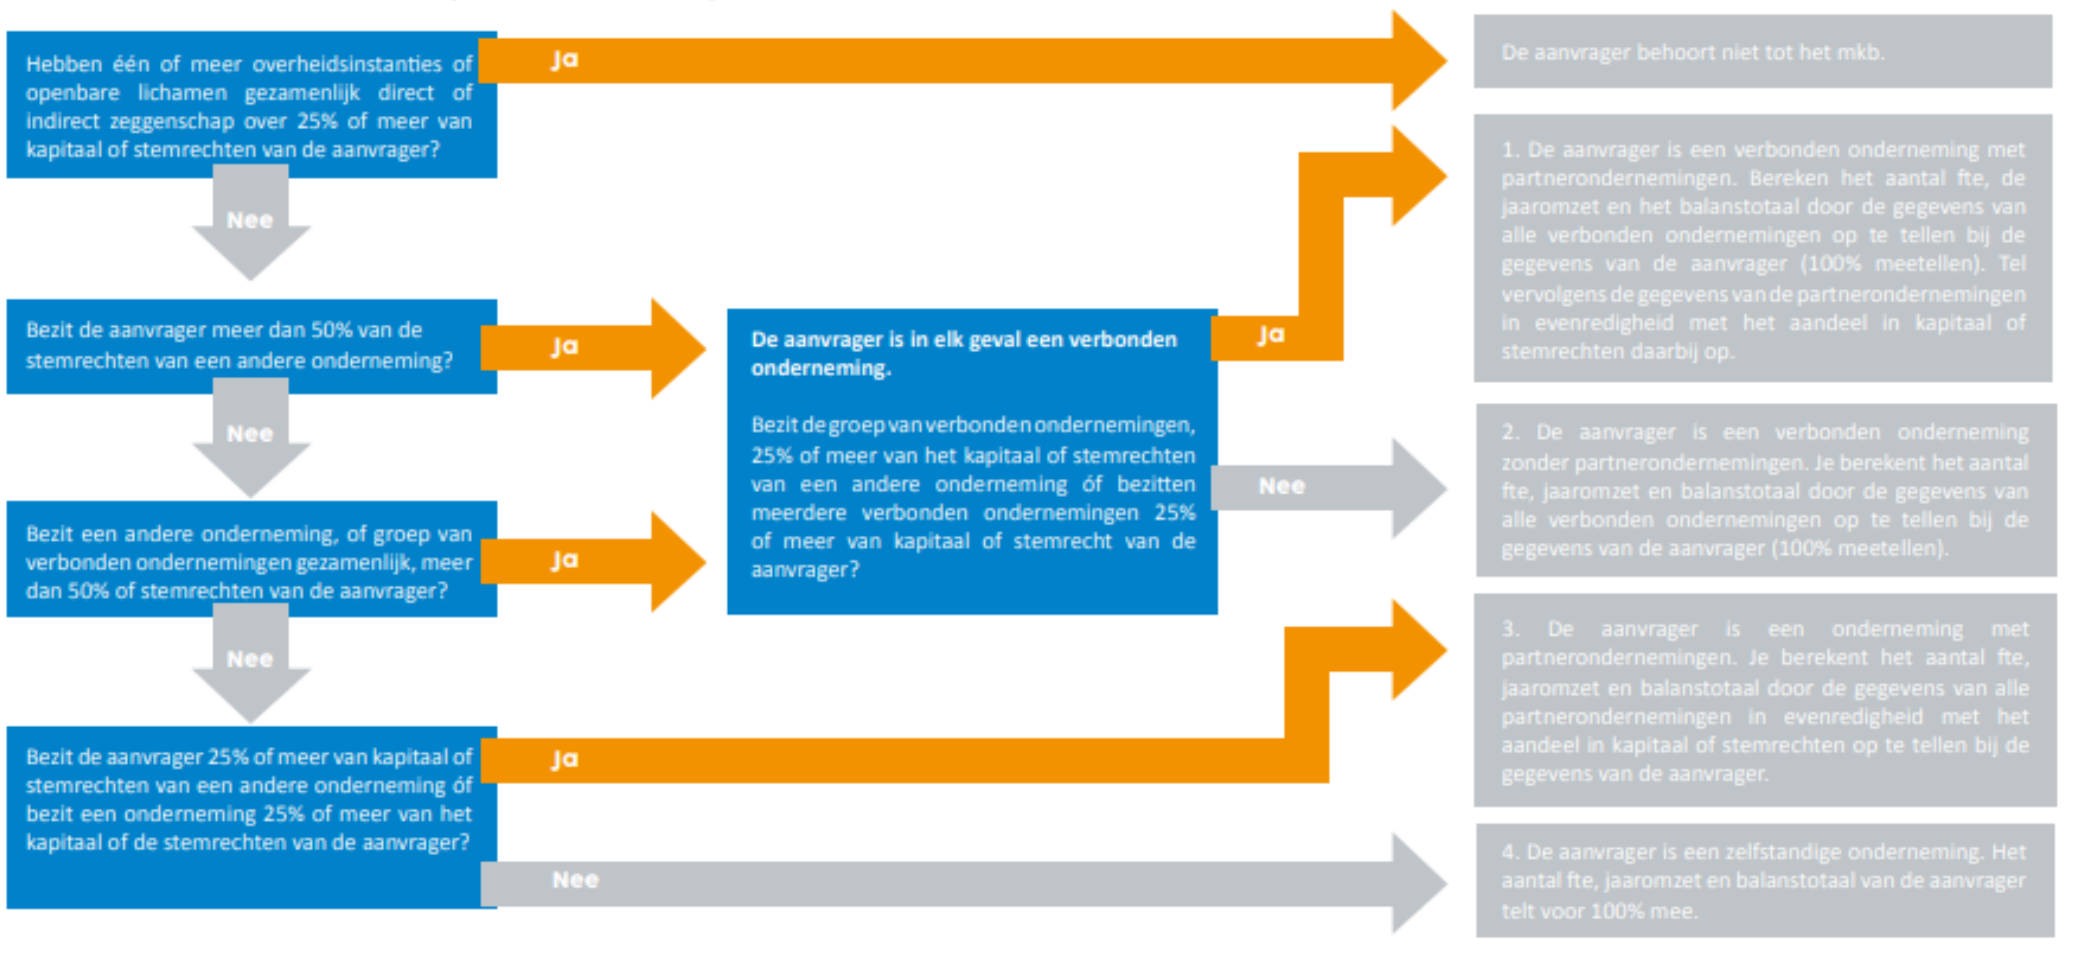 Hebben één of meer overheidsinstanties of
openbare lichamen gezamenlijk direct of
indirect zeggenschap over 25% of meer van
kapitaal of stemrechten van de aanvrager?
Ja
De aanvrager behoort niet tot het mkb.
Nee
Bezit de aanvrager meer dan 50% van de
stemrechten van een andere onderneming?
Ja
Nee
Bezit een andere onderneming, of groep van
verbonden ondernemingen gezamenlijk, meer
dan 50% of stemrechten van de aanvrager?
Ja
Nee
De aanvrager is in elk geval een verbonden
onderneming.
Bezit de groep van verbonden ondernemingen,
25% of meer van het kapitaal of stemrechten
van een andere onderneming óf bezitten
meerdere verbonden ondernemingen 25%
of meer van kapitaal of stemrecht van de
aanvrager?
Ja
1. De aanvrager is een verbonden onderneming met
partnerondernemingen. Bereken het aantal fte, de
jaaromzet en het balanstotaal door de gegevens van
alle verbonden ondernemingen op te tellen bij de
gegevens van de aanvrager (100% meetellen). Tel
vervolgens de gegevens van de partnerondernemingen
in evenredigheid met het aandeel in kapitaal of
stemrechten daarbij op.
Nee
2. De aanvrager is een verbonden onderneming
zonder partnerondernemingen. Je berekent het aantal
fte, jaaromzet en balanstotaal door de gegevens van
alle verbonden ondernemingen op te tellen bij de
gegevens van de aanvrager (100% meetellen).
Bezit de aanvrager 25% of meer van kapitaal of
stemrechten van een andere onderneming óf
bezit een onderneming 25% of meer van het
kapitaal of de stemrechten van de aanvrager?
Ja
3. De aanvrager is een onderneming met
partnerondernemingen. Je berekent het aantal fte,
jaaromzet en balanstotaal door de gegevens van alle
partnerondernemingen in evenredigheid met het
aandeel in kapitaal of stemrechten op te tellen bij de
gegevens van de aanvrager.
Nee
4. De aanvrager is een zelfstandige onderneming. Het
aantal fte, jaaromzet en balanstotaal van de aanvrager
telt voor 100% mee.